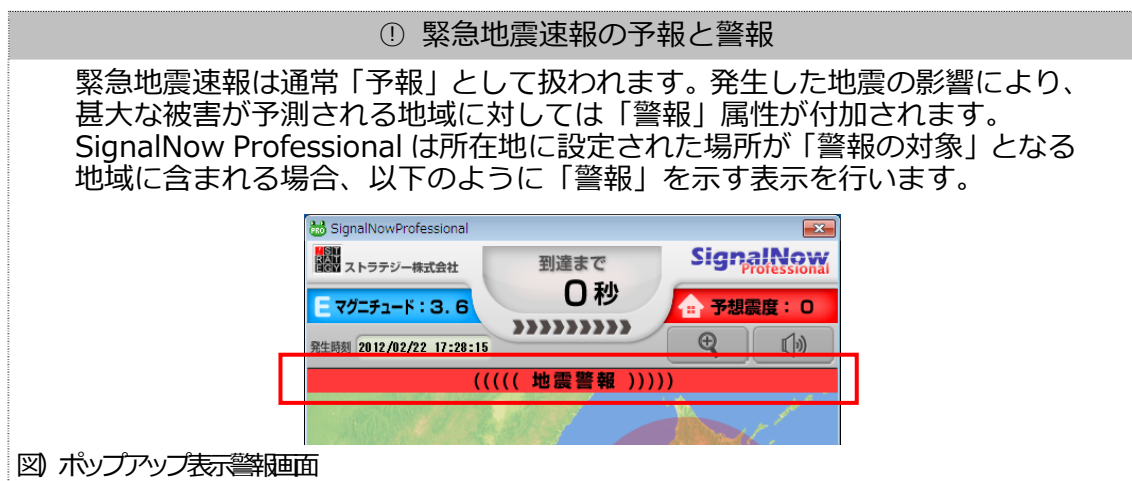 ① 緊急地震速報の予報と警報
緊急地震速報は通常「予報」として扱われます。発生した地震の影響により、
甚大な被害が予測される地域に対しては「警報」属性が付加されます。
SignalNow Professional は所在地に設定された場所が「警報の対象」となる
地域に含まれる場合、以下のように「警報」を示す表示を行います。
SignalNowProfessional
ストラテジー株式会社
到達まで
0秒
SignalNow
Professional
E マグニチュード：3.6
予想震度：0
》》》》》》》》》
発生時刻 2012/02/22 17:28:15
((((( 地震警報 )))))
図) ポップアップ表示警報画面